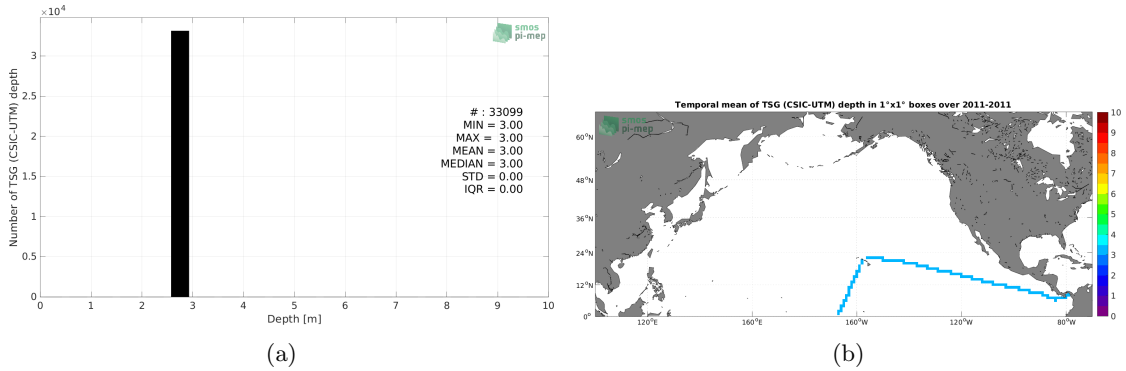 ×10⁴
3
2.5
2
1.5
1
0.5
0
0 1 2 3 4 5 6 7 8 9 10
Number of TSG (CSIC-UTM) depth
Depth [m]
smos
pi-mep
# : 33099
MIN = 3.00
MAX = 3.00
MEAN = 3.00
MEDIAN = 3.00
STD = 0.00
IQR = 0.00
(a)
Temporal mean of TSG (CSIC-UTM) depth in 1°x1° boxes over 2011-2011
smos
pi-mep
60°N
48°N
36°N
24°N
12°N
0°
120°E 160°E 160°W 120°W 80°W
10
9
8
7
6
5
4
3
2
1
0
(b)